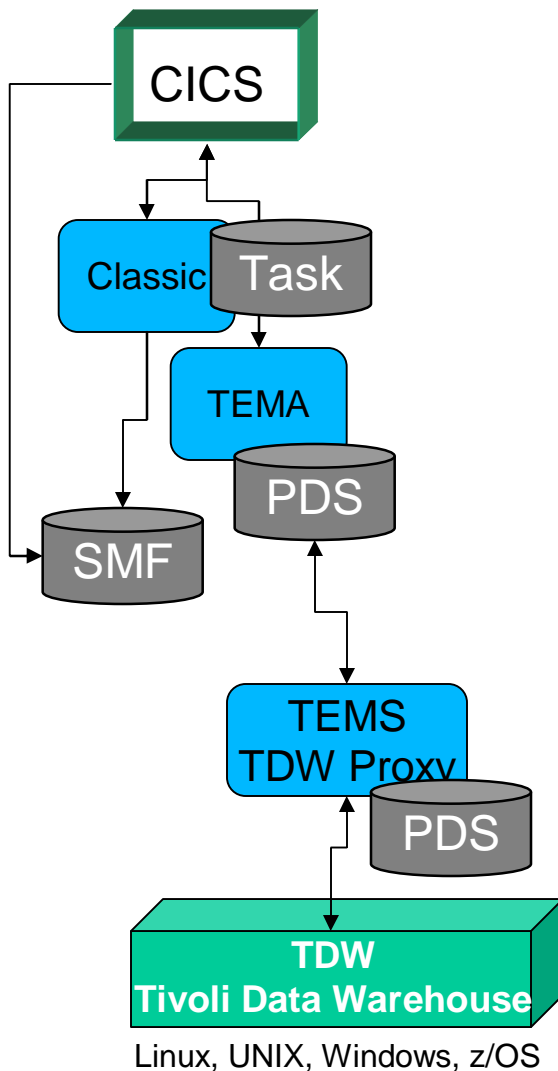 CICS
Classic
Task
TEMA
PDS
SMF
TEMS
TDW Proxy
PDS
TDW
Tivoli Data Warehouse
Linux, UNIX, Windows, z/OS